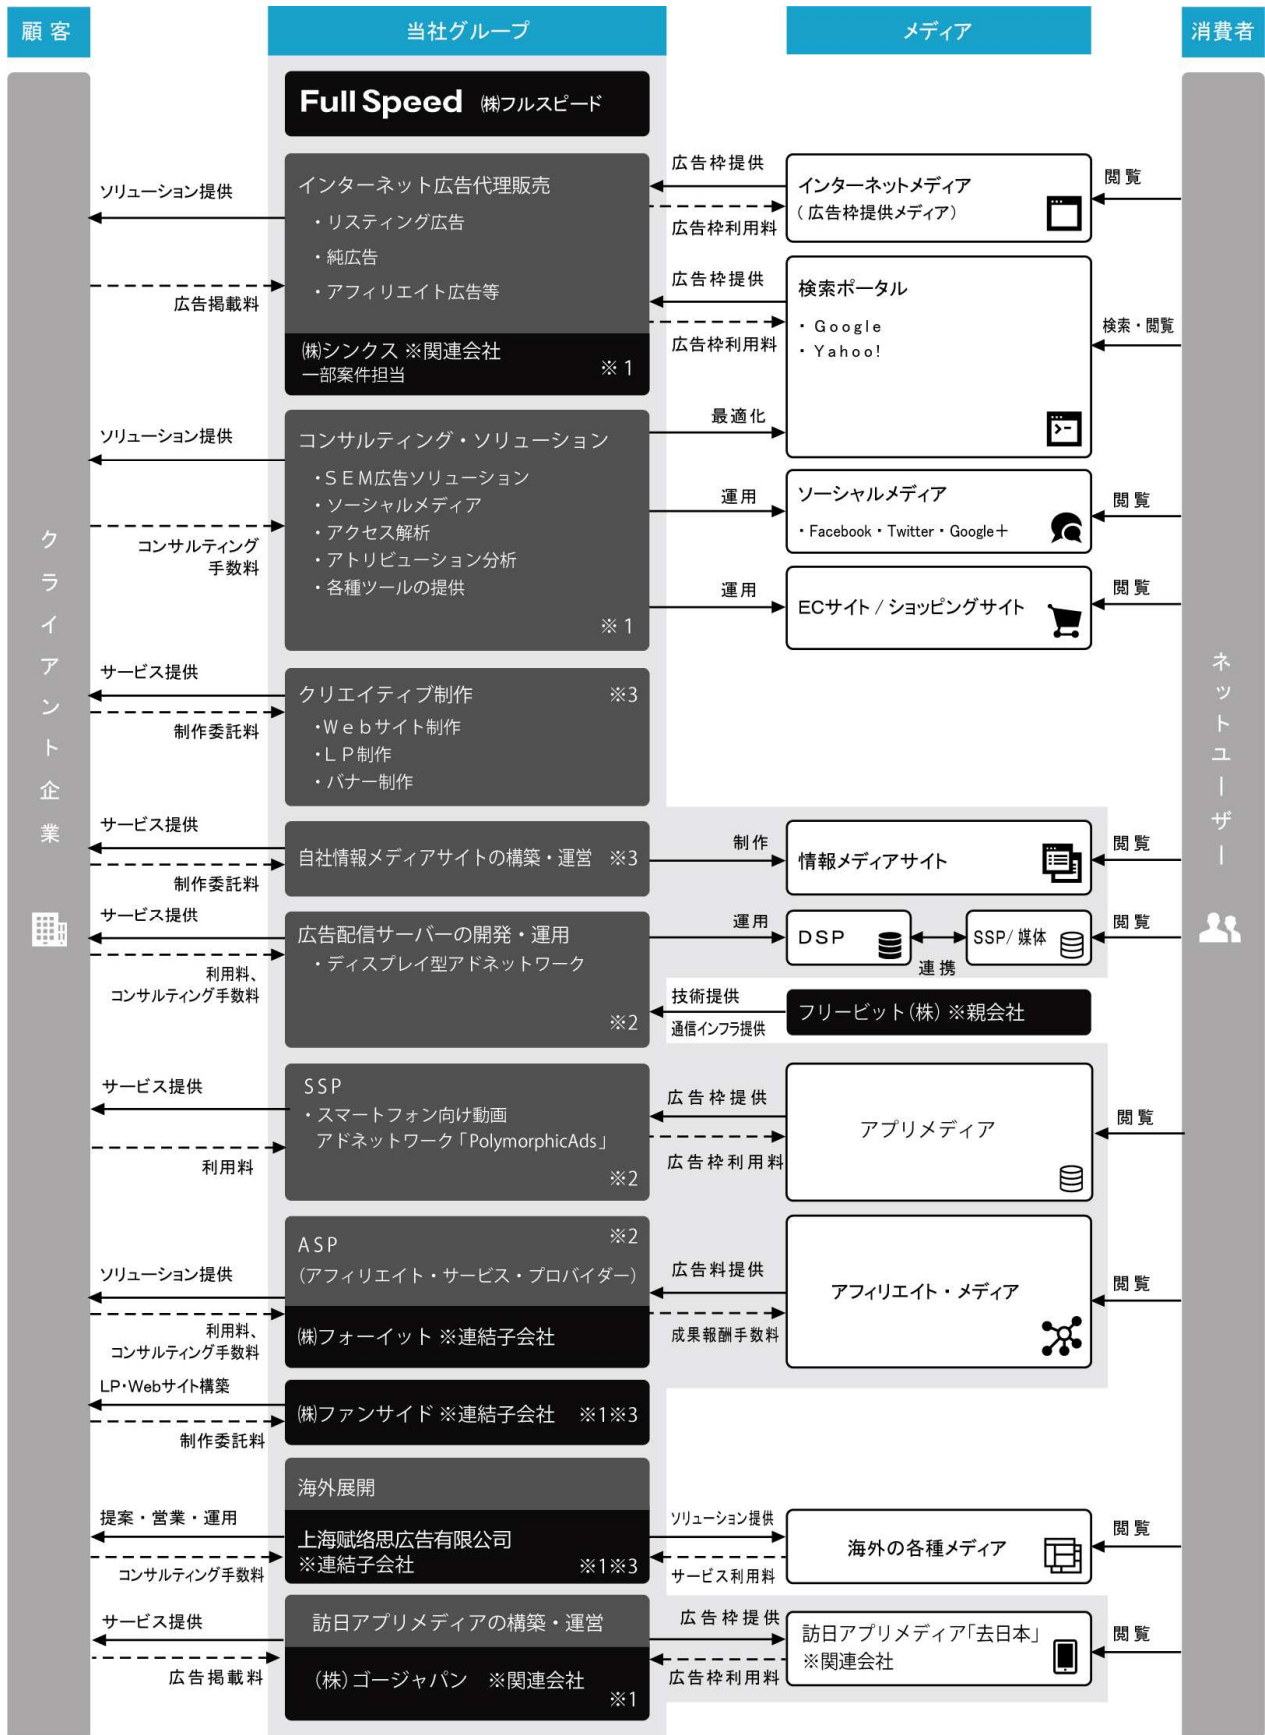 顧客
当社グループ
メディア
消費者
クライアント企業
ネットユーザー
Full Speed ㈱フルスピード
ソリューション提供
広告掲載料
インターネット広告代理販売
・リスティング広告
・純広告
・アフィリエイト広告等
㈱シンクス ※関連会社
一部案件担当
※1
広告枠提供
広告枠利用料
インターネットメディア
(広告枠提供メディア)
閲覧
広告枠提供
広告枠利用料
検索ポータル
・Google
・Yahoo!
検索・閲覧
ソリューション提供
コンサルティング
手数料
コンサルティング・ソリューション
・SEM広告ソリューション
・ソーシャルメディア
・アクセス解析
・アトリビューション分析
・各種ツールの提供
※1
最適化
運用
ソーシャルメディア
・Facebook・Twitter・Google+
閲覧
運用
ECサイト / ショッピングサイト
閲覧
サービス提供
制作委託料
クリエイティブ制作 ※3
・Webサイト制作
・LP制作
・バナー制作
サービス提供
制作委託料
自社情報メディアサイトの構築・運営 ※3
制作
情報メディアサイト
閲覧
サービス提供
利用料、
コンサルティング手数料
広告配信サーバーの開発・運用
・ディスプレイ型アドネットワーク
※2
運用
DSP
連携
SSP/媒体
閲覧
技術提供
通信インフラ提供
フリービット(株)※親会社
サービス提供
利用料
SSP
・スマートフォン向け動画
アドネットワーク「PolymorphicAds」
※2
広告枠提供
広告枠利用料
アプリメディア
閲覧
ソリューション提供
利用料、
コンサルティング手数料
※2
ASP
(アフィリエイト・サービス・プロバイダー)
㈱フォーイット ※連結子会社
広告料提供
成果報酬手数料
アフィリエイト・メディア
閲覧
LP・Webサイト構築
制作委託料
㈱ファンサイド ※連結子会社 ※1※3
提案・営業・運用
コンサルティング手数料
海外展開
上海赋络思広告有限公司
※連結子会社 ※1※3
ソリューション提供
サービス利用料
海外の各種メディア
閲覧
サービス提供
広告掲載料
訪日アプリメディアの構築・運営
(株)ゴージャパン ※関連会社
※1
広告枠提供
広告枠利用料
訪日アプリメディア「去日本」
※関連会社
閲覧